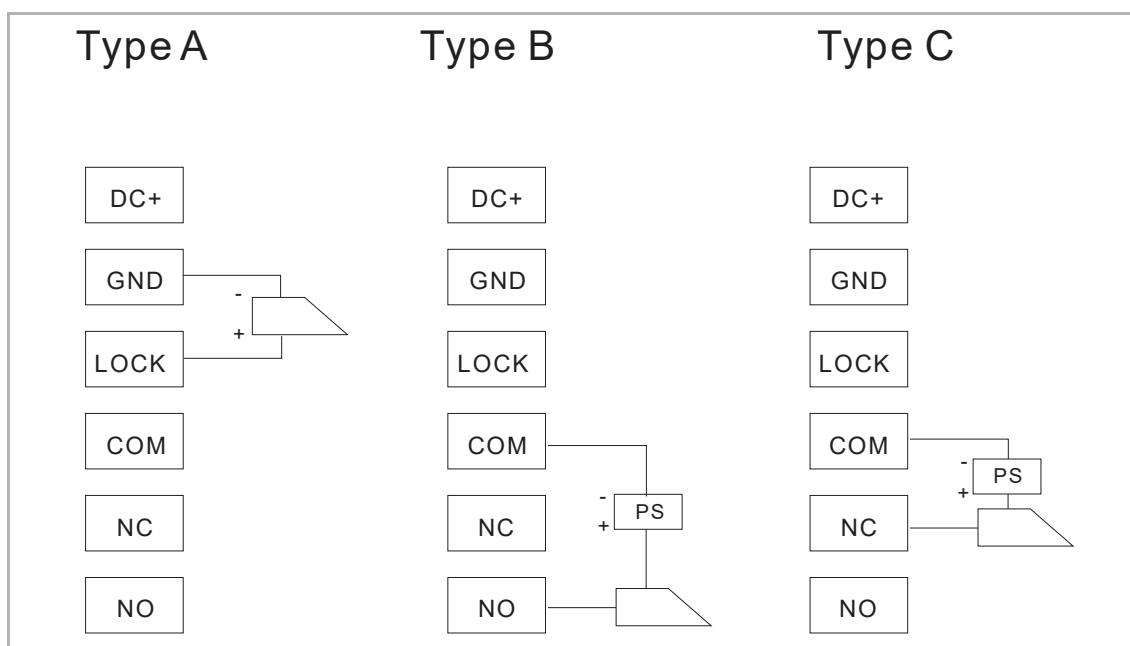 Type A
Type B
Type C
DC+
DC+
DC+
GND
GND
GND
-
+
LOCK
LOCK
LOCK
COM
COM
COM
-
+
PS
-
+
PS
NC
NC
NC
NO
NO
NO